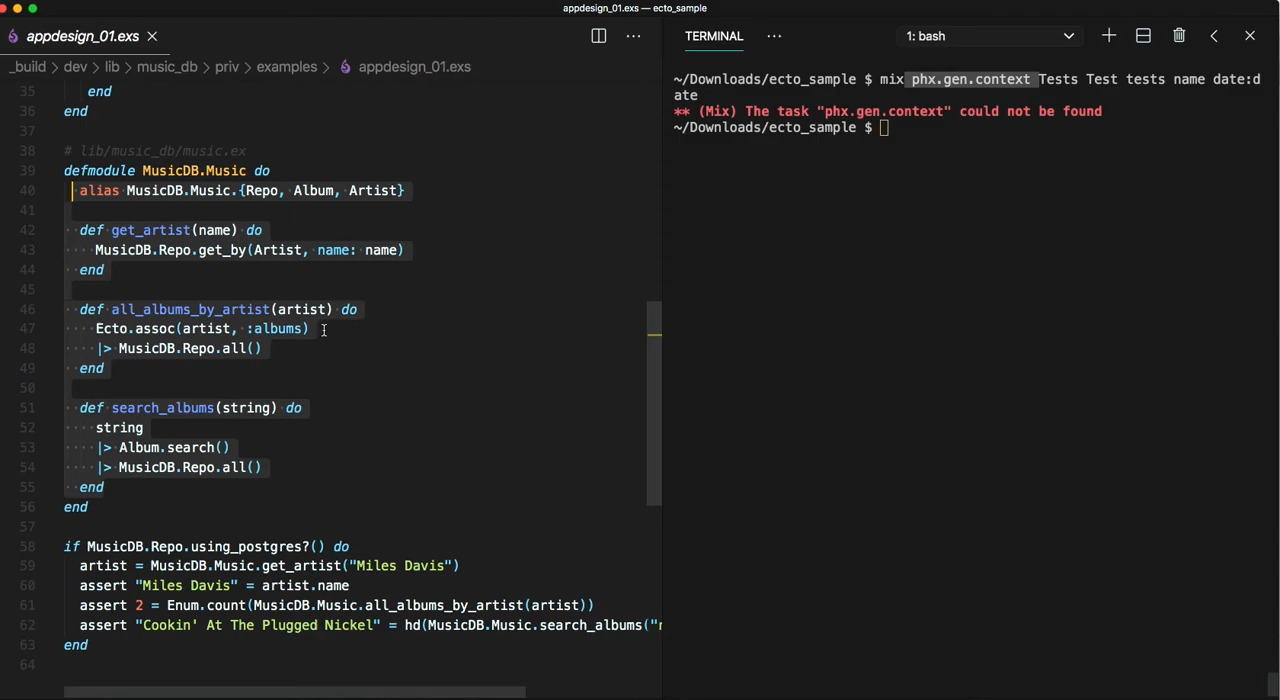 appdesign_01.exs — ecto_sample
appdesign_01.exs
TERMINAL
1: bash
_build > dev > lib > music_db > priv > examples > appdesign_01.exs
35 end
36 end
37
38 # lib/music_db/music.ex
39 defmodule MusicDB.Music do
40 alias MusicDB.Music.{Repo, Album, Artist}
41
42 def get_artist(name) do
43 MusicDB.Repo.get_by(Artist, name: name)
44 end
45
46 def all_albums_by_artist(artist) do
47 Ecto.assoc(artist, :albums)
48 |> MusicDB.Repo.all()
49 end
50
51 def search_albums(string) do
52 string
53 |> Album.search()
54 |> MusicDB.Repo.all()
55 end
56 end
57
58 if MusicDB.Repo.using_postgres?() do
59 artist = MusicDB.Music.get_artist("Miles Davis")
60 assert "Miles Davis" = artist.name
61 assert 2 = Enum.count(MusicDB.Music.all_albums_by_artist(artist))
62 assert "Cookin' At The Plugged Nickel" = hd(MusicDB.Music.search_albums("
63 end
64
~/Downloads/ecto_sample $ mix phx.gen.context Tests Test tests name date:d
ate
** (Mix) The task "phx.gen.context" could not be found
~/Downloads/ecto_sample $